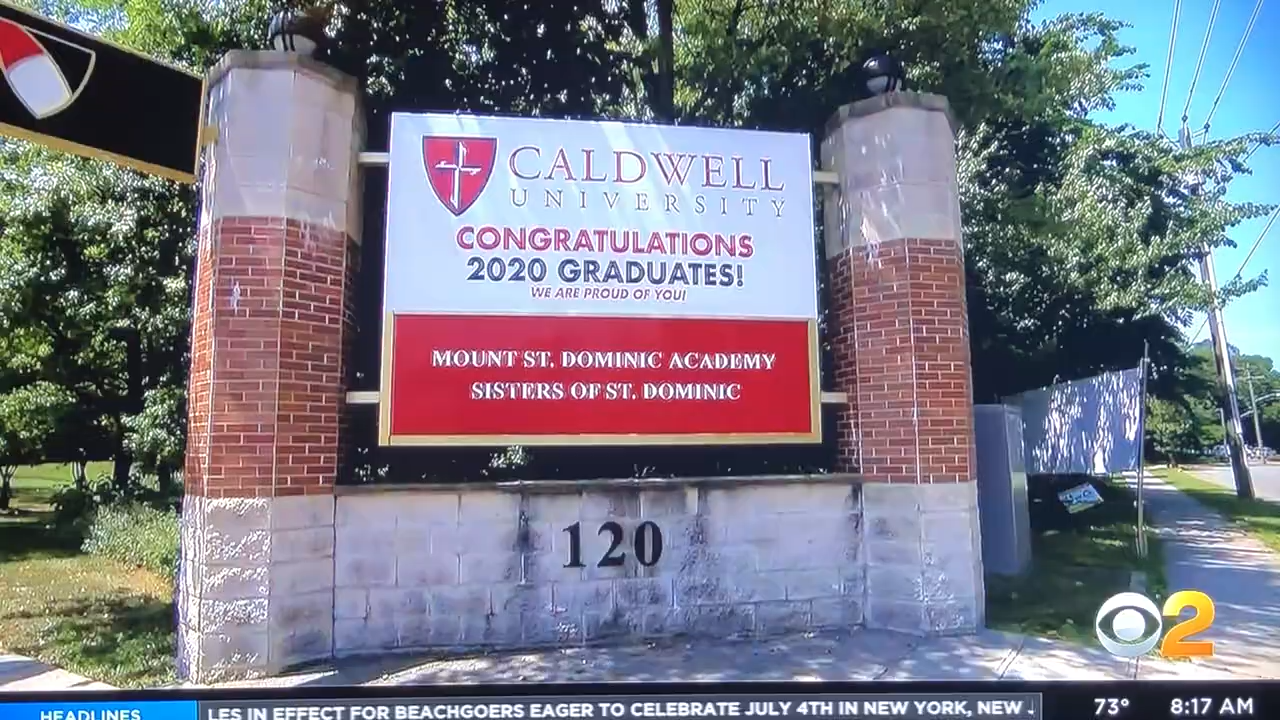 CALDWELL
UNIVERSITY
CONGRATULATIONS
2020 GRADUATES!
WE ARE PROUD OF YOU!
MOUNT ST. DOMINIC ACADEMY
SISTERS OF ST. DOMINIC
120
2
HEADLINES
LES IN EFFECT FOR BEACHGOERS EAGER TO CELEBRATE JULY 4TH IN NEW YORK, NEW
73° 8:17 AM